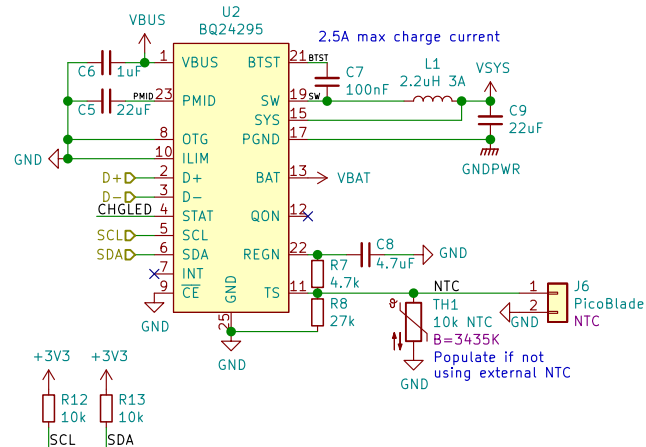 U2
BQ24295
VBUS
2.5A max charge current
C6
1uF
1
VBUS
BTST
21
BTST
C7
100nF
L1
2.2uH 3A
VSYS
C5
22uF
PMID
23
PMID
SW
19
SW
SYS
15
C9
22uF
8
OTG
PGND
17
GNDPWR
GND
10
ILIM
D+
2
D+
BAT
13
VBAT
D-
3
D-
CHGLED
4
STAT
QON
12
SCL
5
SCL
SDA
6
SDA
REGN
22
C8
4.7uF
GND
7
INT
R7
4.7k
9
CE
GND
TS
11
NTC
1
J6
PicoBlade
NTC
2
GND
GND
25
GND
R8
27k
θ
TH1
10k NTC
B=3435K
Populate if not
using external NTC
GND
+3V3
+3V3
R12
10k
R13
10k
SCL
SDA